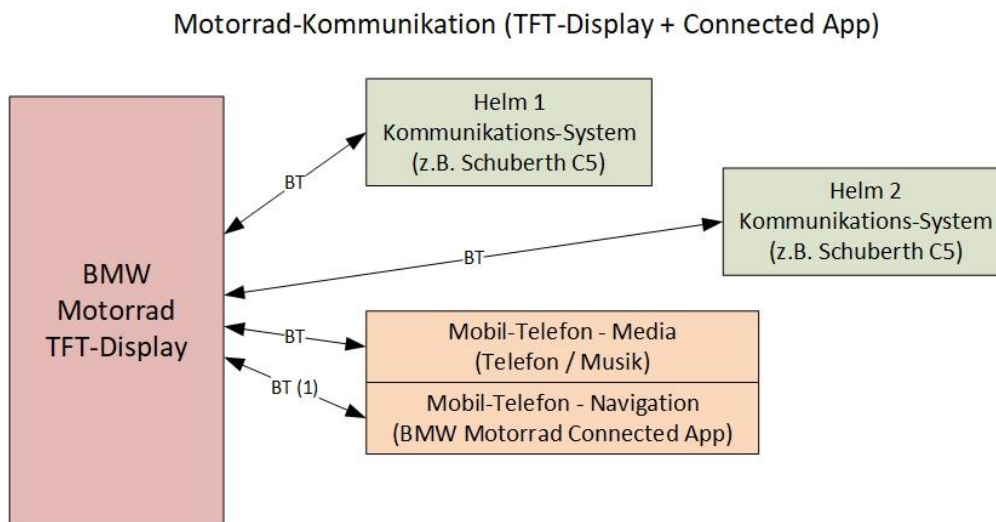 Motorrad-Kommunikation (TFT-Display + Connected App)
Helm 1
Kommunikations-System
(z.B. Schuberth C5)
BT
Helm 2
Kommunikations-System
(z.B. Schuberth C5)
BT
BMW
Motorrad
TFT-Display
BT
Mobil-Telefon - Media
(Telefon / Musik)
BT (1)
Mobil-Telefon - Navigation
(BMW Motorrad Connected App)